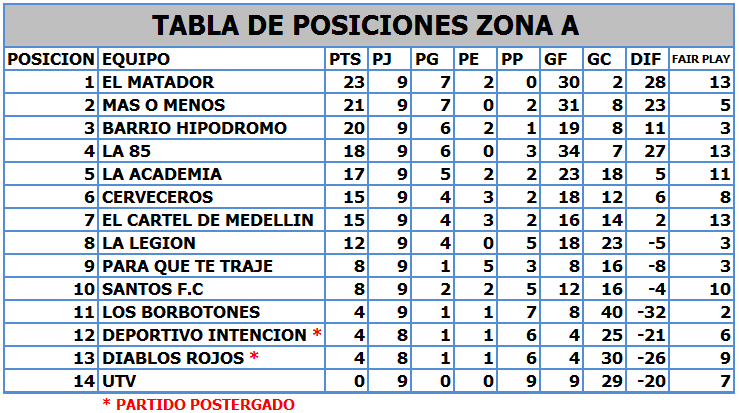 TABLA DE POSICIONES ZONA A
POSICION EQUIPO PTS PJ PG PE PP GF GC DIF FAIR PLAY
1 EL MATADOR 23 9 7 2 0 30 2 28 13
2 MAS O MENOS 21 9 7 0 2 31 8 23 5
3 BARRIO HIPODROMO 20 9 6 2 1 19 8 11 3
4 LA 85 18 9 6 0 3 34 7 27 13
5 LA ACADEMIA 17 9 5 2 2 23 18 5 11
6 CERVECEROS 15 9 4 3 2 18 12 6 8
7 EL CARTEL DE MEDELLIN 15 9 4 3 2 16 14 2 13
8 LA LEGION 12 9 4 0 5 18 23 -5 3
9 PARA QUE TE TRAJE 8 9 1 5 3 8 16 -8 3
10 SANTOS F.C 8 9 2 2 5 12 16 -4 10
11 LOS BORBOTONES 4 9 1 1 7 8 40 -32 2
12 DEPORTIVO INTENCION * 4 8 1 1 6 4 25 -21 6
13 DIABLOS ROJOS * 4 8 1 1 6 4 30 -26 9
14 UTV 0 9 0 0 9 9 29 -20 7
* PARTIDO POSTERGADO